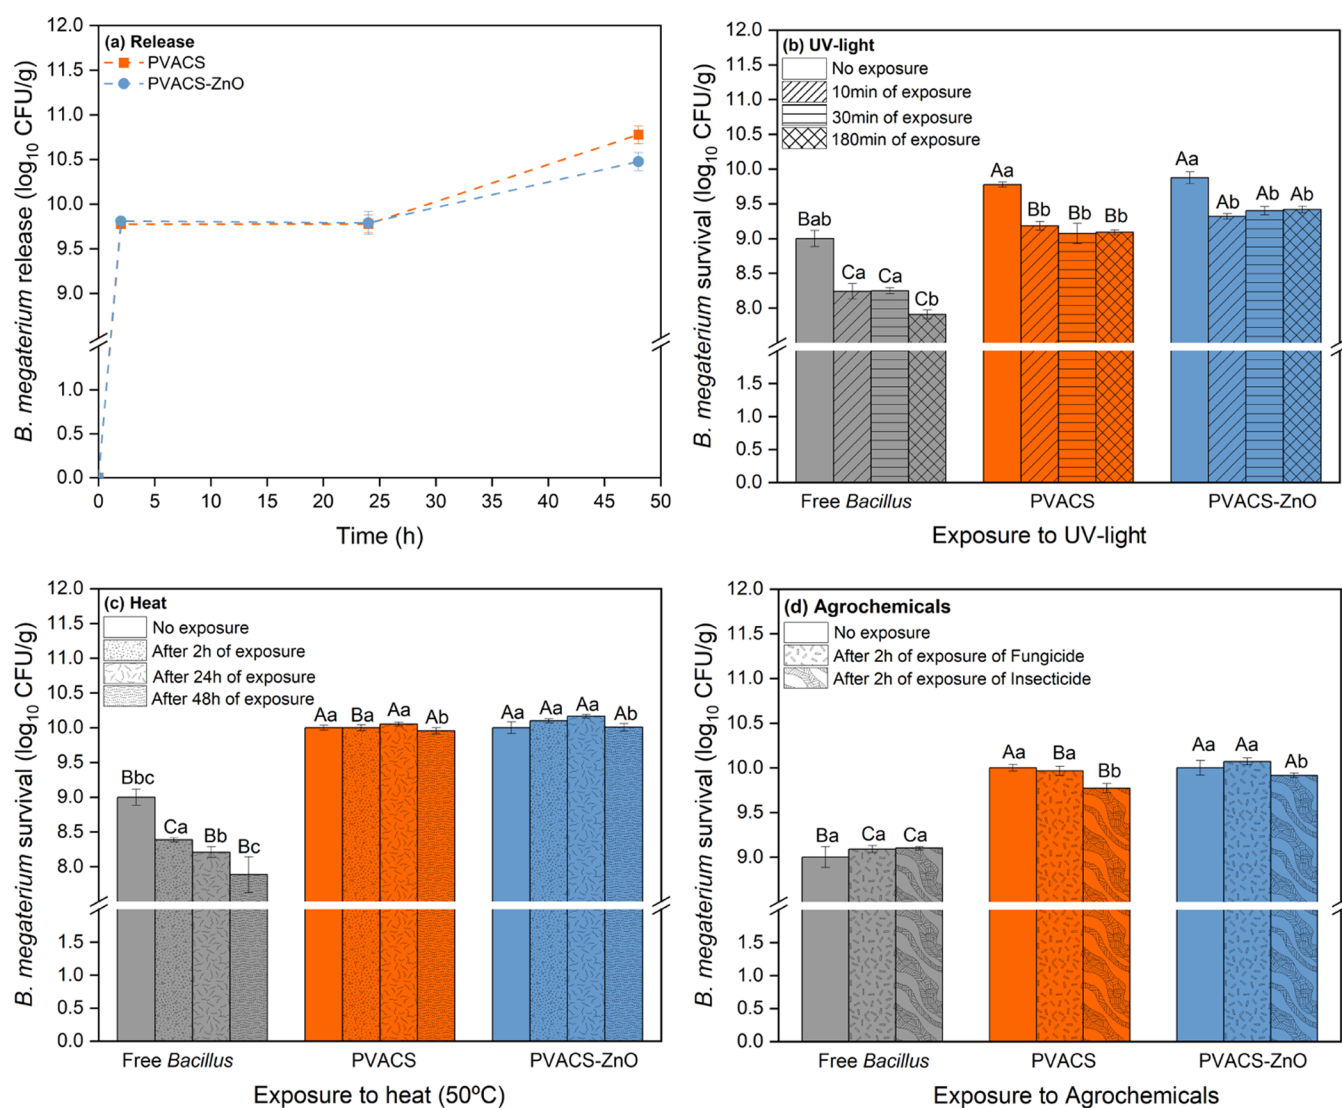 (a) Release
PVACS
PVACS-ZnO
12.0
11.5
11.0
10.5
10.0
9.5
9.0
1.0
0.5
0.0
B. megaterium release (log10 CFU/g)
0 5 10 15 20 25 30 35 40 45 50
Time (h)
(b) UV-light
No exposure
10min of exposure
30min of exposure
180min of exposure
12.0
11.5
11.0
10.5
10.0
9.5
9.0
8.5
8.0
1.5
1.0
0.5
0.0
B. megaterium survival (log10 CFU/g)
Bab Ca Ca Cb
Aa Bb Bb Bb
Aa Ab Ab Ab
Free Bacillus PVACS PVACS-ZnO
Exposure to UV-light
(c) Heat
No exposure
After 2h of exposure
After 24h of exposure
After 48h of exposure
12.0
11.5
11.0
10.5
10.0
9.5
9.0
8.5
8.0
1.5
1.0
0.5
0.0
B. megaterium survival (log10 CFU/g)
Bbc Ca Bb Bc
Aa Ba Aa Ab
Aa Aa Aa Ab
Free Bacillus PVACS PVACS-ZnO
Exposure to heat (50ºC)
(d) Agrochemicals
No exposure
After 2h of exposure of Fungicide
After 2h of exposure of Insecticide
12.0
11.5
11.0
10.5
10.0
9.5
9.0
1.5
1.0
0.5
0.0
B. megaterium survival (log10 CFU/g)
Ba Ca Ca
Aa Ba Bb
Aa Aa Ab
Free Bacillus PVACS PVACS-ZnO
Exposure to Agrochemicals